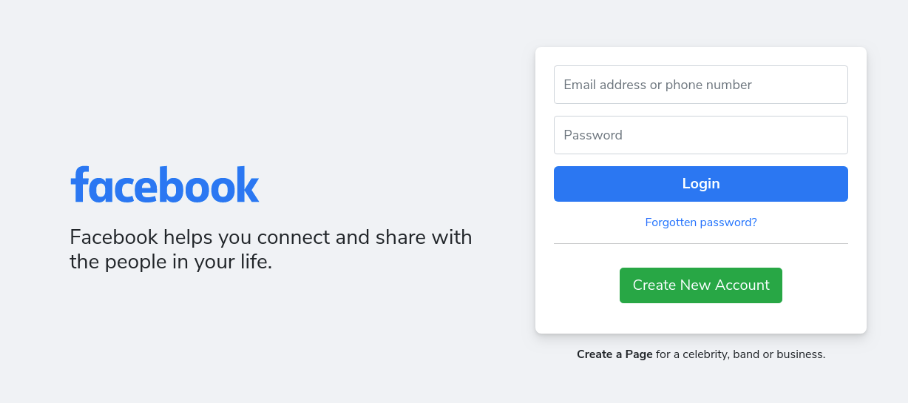 facebook
Facebook helps you connect and share with
the people in your life.
Email address or phone number
Password
Login
Forgotten password?
Create New Account
Create a Page for a celebrity, band or business.